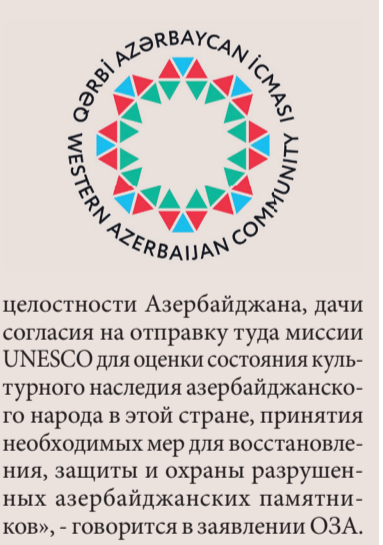 QƏRBİ AZƏRBAYCAN İCMASI
WESTERN AZERBAIJAN COMMUNITY
целостности Азербайджана, дачи
согласия на отправку туда миссии
UNESCO для оценки состояния куль-
турного наследия азербайджанско-
го народа в этой стране, принятия
необходимых мер для восстановле-
ния, защиты и охраны разрушен-
ных азербайджанских памятни-
ков», - говорится в заявлении ОЗА.